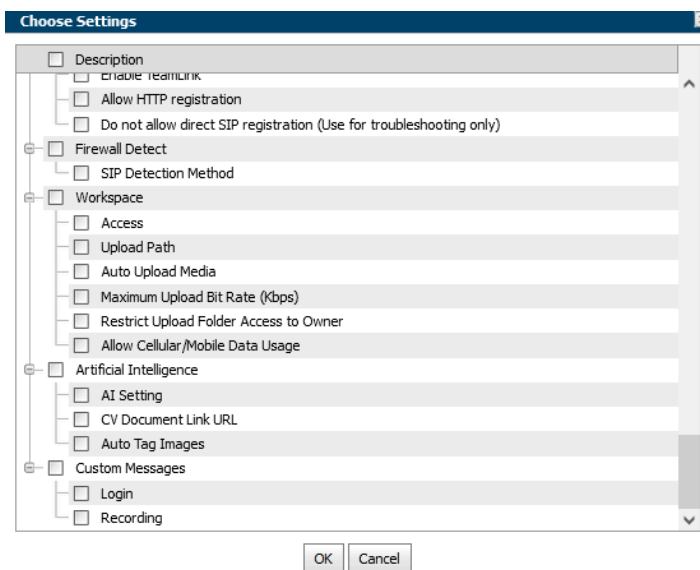 Choose Settings
Description
Enable TeamLink
Allow HTTP registration
Do not allow direct SIP registration (Use for troubleshooting only)
Firewall Detect
SIP Detection Method
Workspace
Access
Upload Path
Auto Upload Media
Maximum Upload Bit Rate (Kbps)
Restrict Upload Folder Access to Owner
Allow Cellular/Mobile Data Usage
Artificial Intelligence
AI Setting
CV Document Link URL
Auto Tag Images
Custom Messages
Login
Recording
OK Cancel